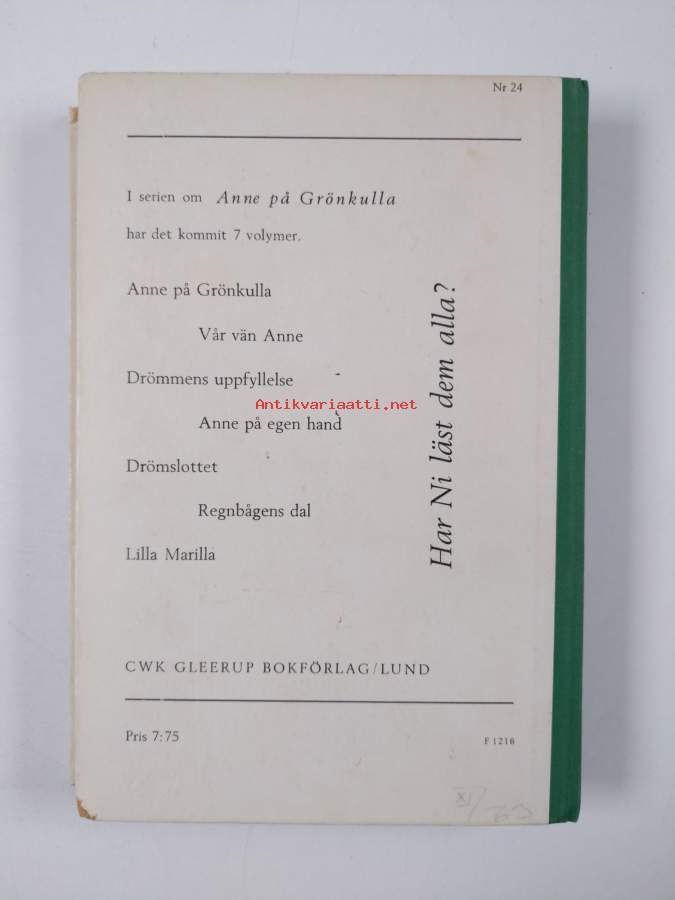 Nr 24
I serien om Anne på Grönkulla
har det kommit 7 volymer.
Anne på Grönkulla
Vår vän Anne
Drömmens uppfyllelse
Anne på egen hand
Drömslottet
Regnbågens dal
Lilla Marilla
Har Ni läst dem alla?
Antikvariaatti.net
CWK GLEERUP BOKFÖRLAG/LUND
Pris 7:75
F 1216